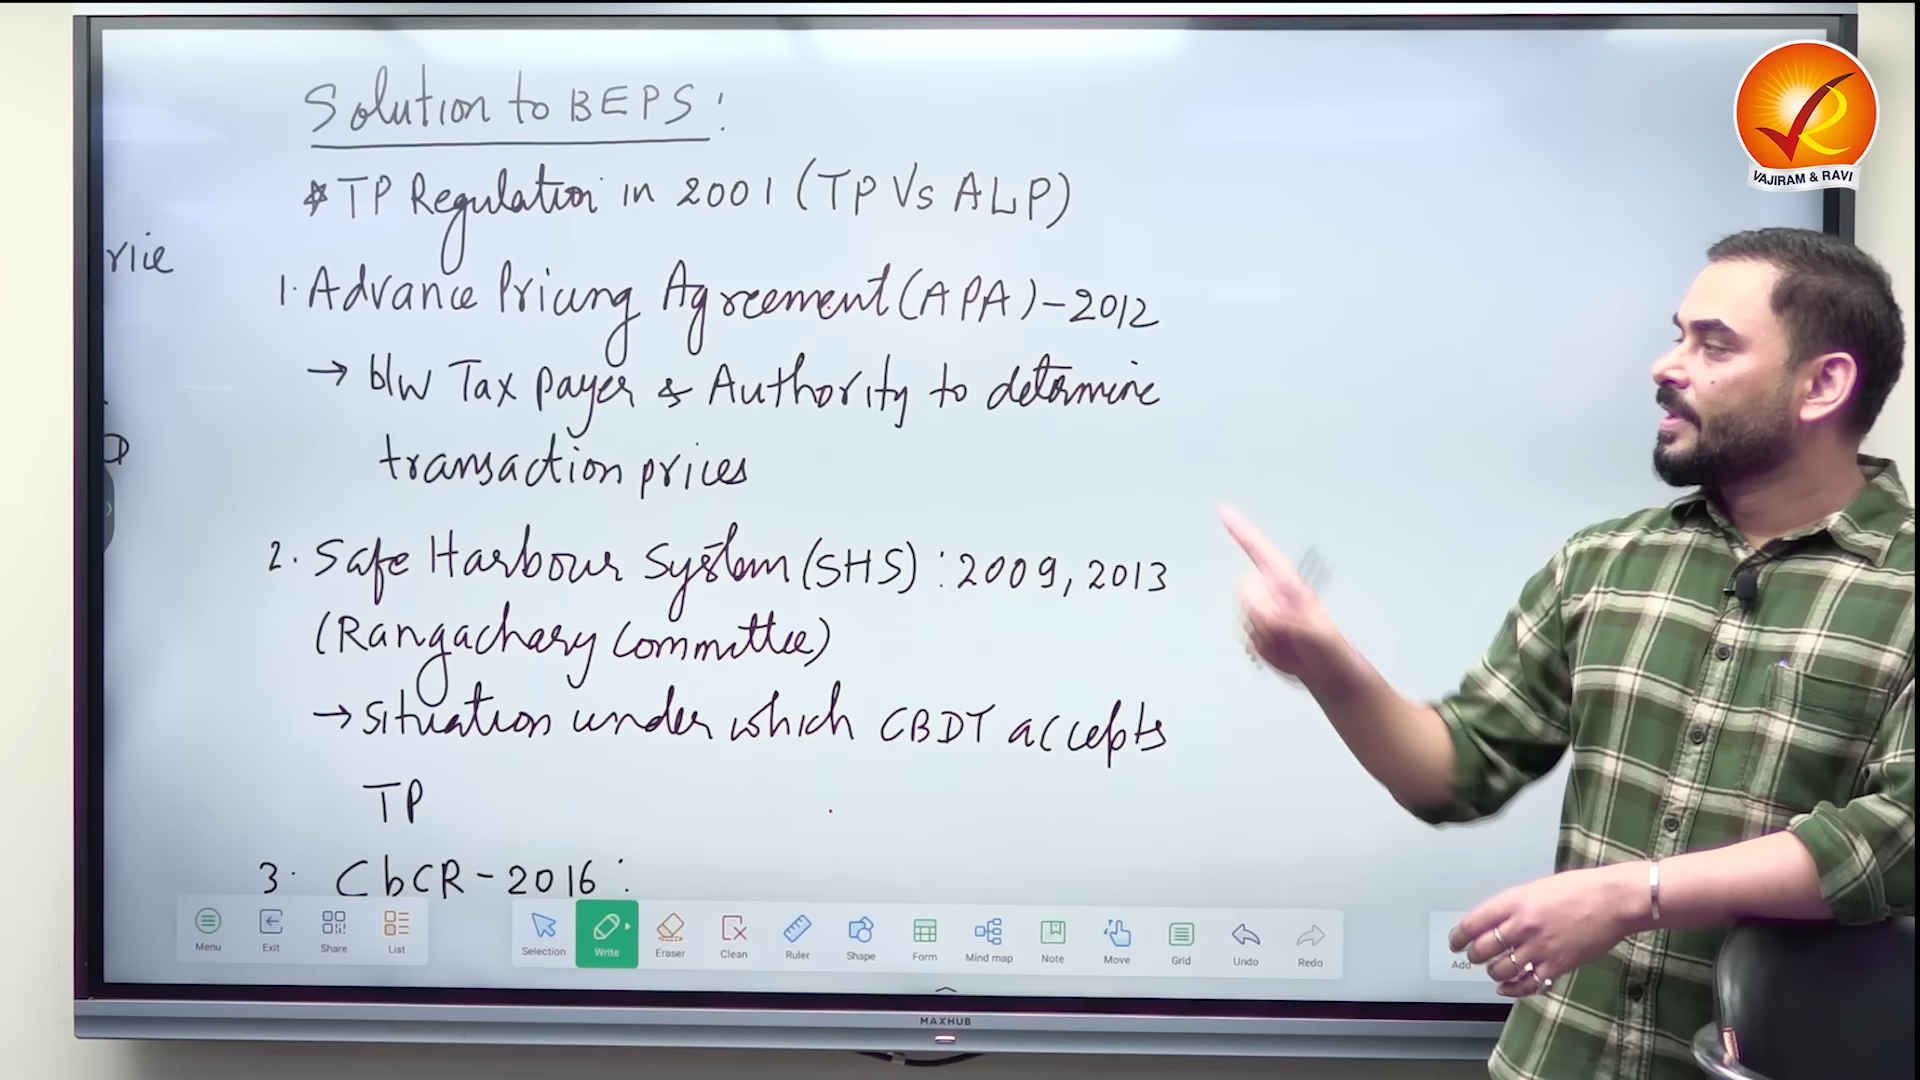 Solution to BEPS:
* TP Regulation in 2001 (TP Vs ALP)
rice
1. Advance Pricing Agreement (APA) - 2012
→ b/w Tax payer & Authority to determine
transaction prices
2. Safe Harbour System (SHS) : 2009, 2013
(Rangachary Committee)
→ Situation under which CBDT accepts
TP
3. CbCR - 2016 :
Menu Exit Share List Selection Write Eraser Clean Ruler Shape Form Mind map Note Move Grid Undo Redo Add
MAXHUB
VAJIRAM & RAVI